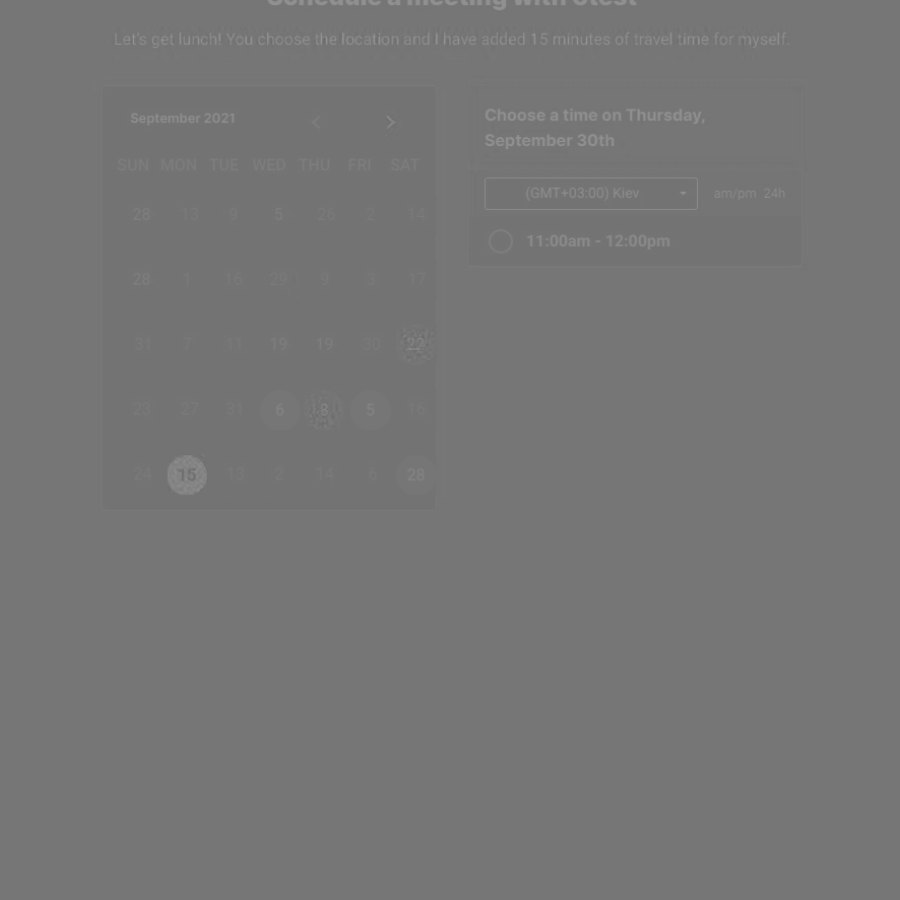 Schedule a meeting with Utest
Let's get lunch! You choose the location and I have added 15 minutes of travel time for myself.
September 2021
SUN MON TUE WED THU FRI SAT
28 13 9 5 26 2 14
28 1 16 29 9 3 17
31 7 11 19 19 30 22
23 27 31 6 3 5 16
24 15 13 2 14 6 28
Choose a time on Thursday,
September 30th
(GMT+03:00) Kiev am/pm 24h
11:00am - 12:00pm